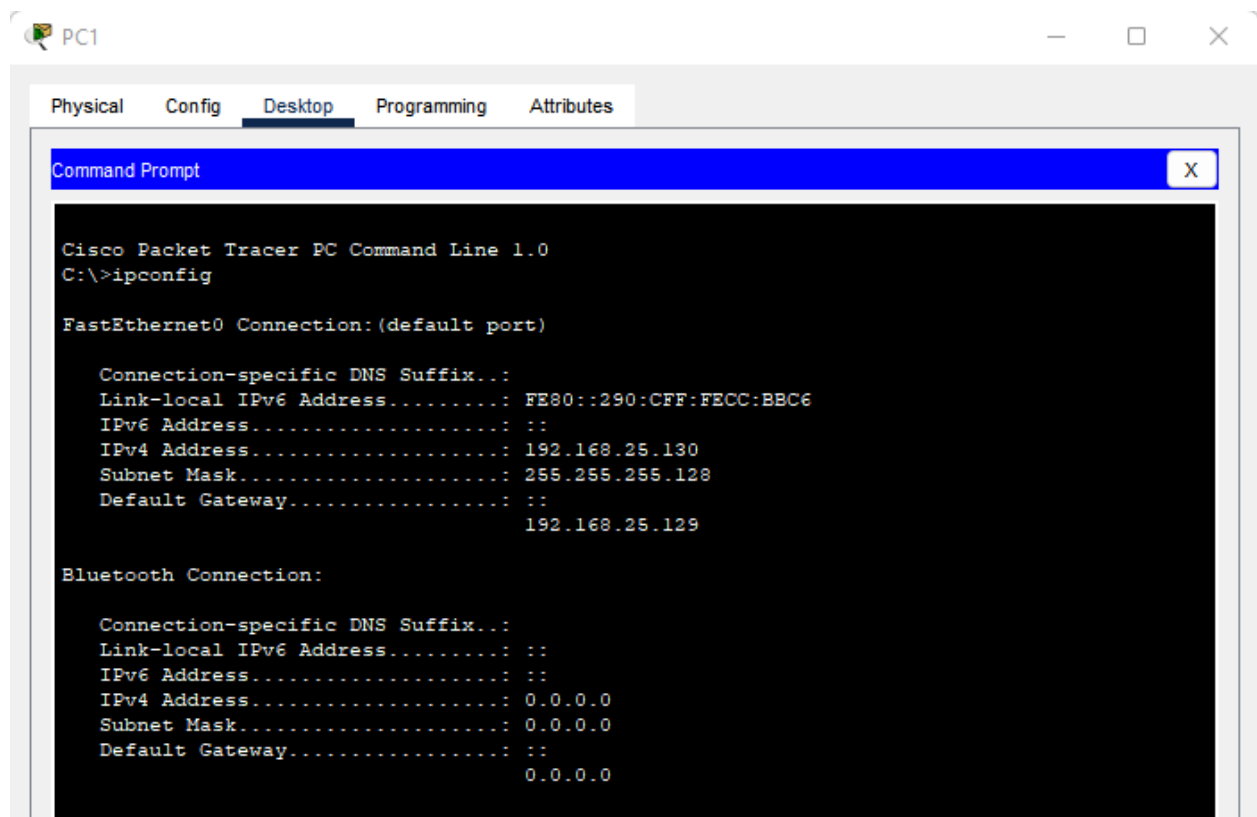 PC1
Physical Config Desktop Programming Attributes
Command Prompt X
Cisco Packet Tracer PC Command Line 1.0
C:\>ipconfig
FastEthernet0 Connection:(default port)
Connection-specific DNS Suffix..:
Link-local IPv6 Address.........: FE80::290:CFF:FECC:BBC6
IPv6 Address....................: ::
IPv4 Address....................: 192.168.25.130
Subnet Mask.....................: 255.255.255.128
Default Gateway.................: ::
192.168.25.129
Bluetooth Connection:
Connection-specific DNS Suffix..:
Link-local IPv6 Address.........: ::
IPv6 Address....................: ::
IPv4 Address....................: 0.0.0.0
Subnet Mask.....................: 0.0.0.0
Default Gateway.................: ::
0.0.0.0